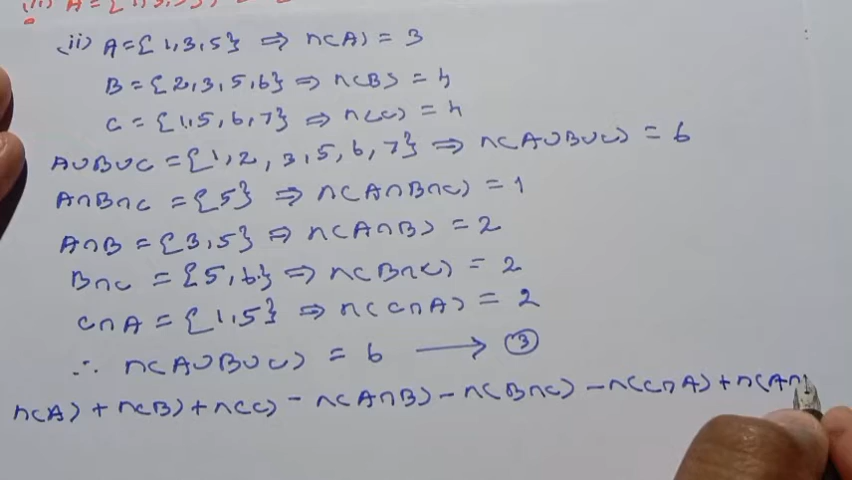 (ii) A={1,3,5} ⇒ n(A) = 3
B = {2,3,5,6} ⇒ n(B) = 4
C = {1,5,6,7} ⇒ n(C) = 4
A∪B∪C = {1,2,3,5,6,7} ⇒ n(A∪B∪C) = 6
A∩B∩C = {5} ⇒ n(A∩B∩C) = 1
A∩B = {3,5} ⇒ n(A∩B) = 2
B∩C = {5,6} ⇒ n(B∩C) = 2
C∩A = {1,5} ⇒ n(C∩A) = 2
∴ n(A∪B∪C) = 6 ⟶ ③
n(A) + n(B) + n(C) - n(A∩B) - n(B∩C) - n(C∩A) + n(A∩